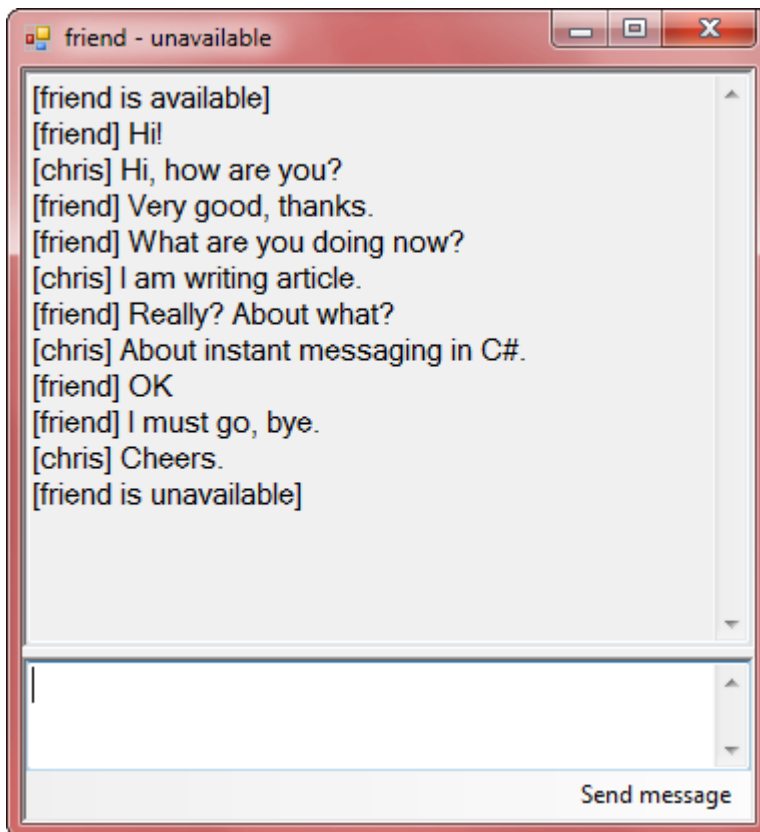 friend - unavailable
[friend is available]
[friend] Hi!
[chris] Hi, how are you?
[friend] Very good, thanks.
[friend] What are you doing now?
[chris] I am writing article.
[friend] Really? About what?
[chris] About instant messaging in C#.
[friend] OK
[friend] I must go, bye.
[chris] Cheers.
[friend is unavailable]
Send message